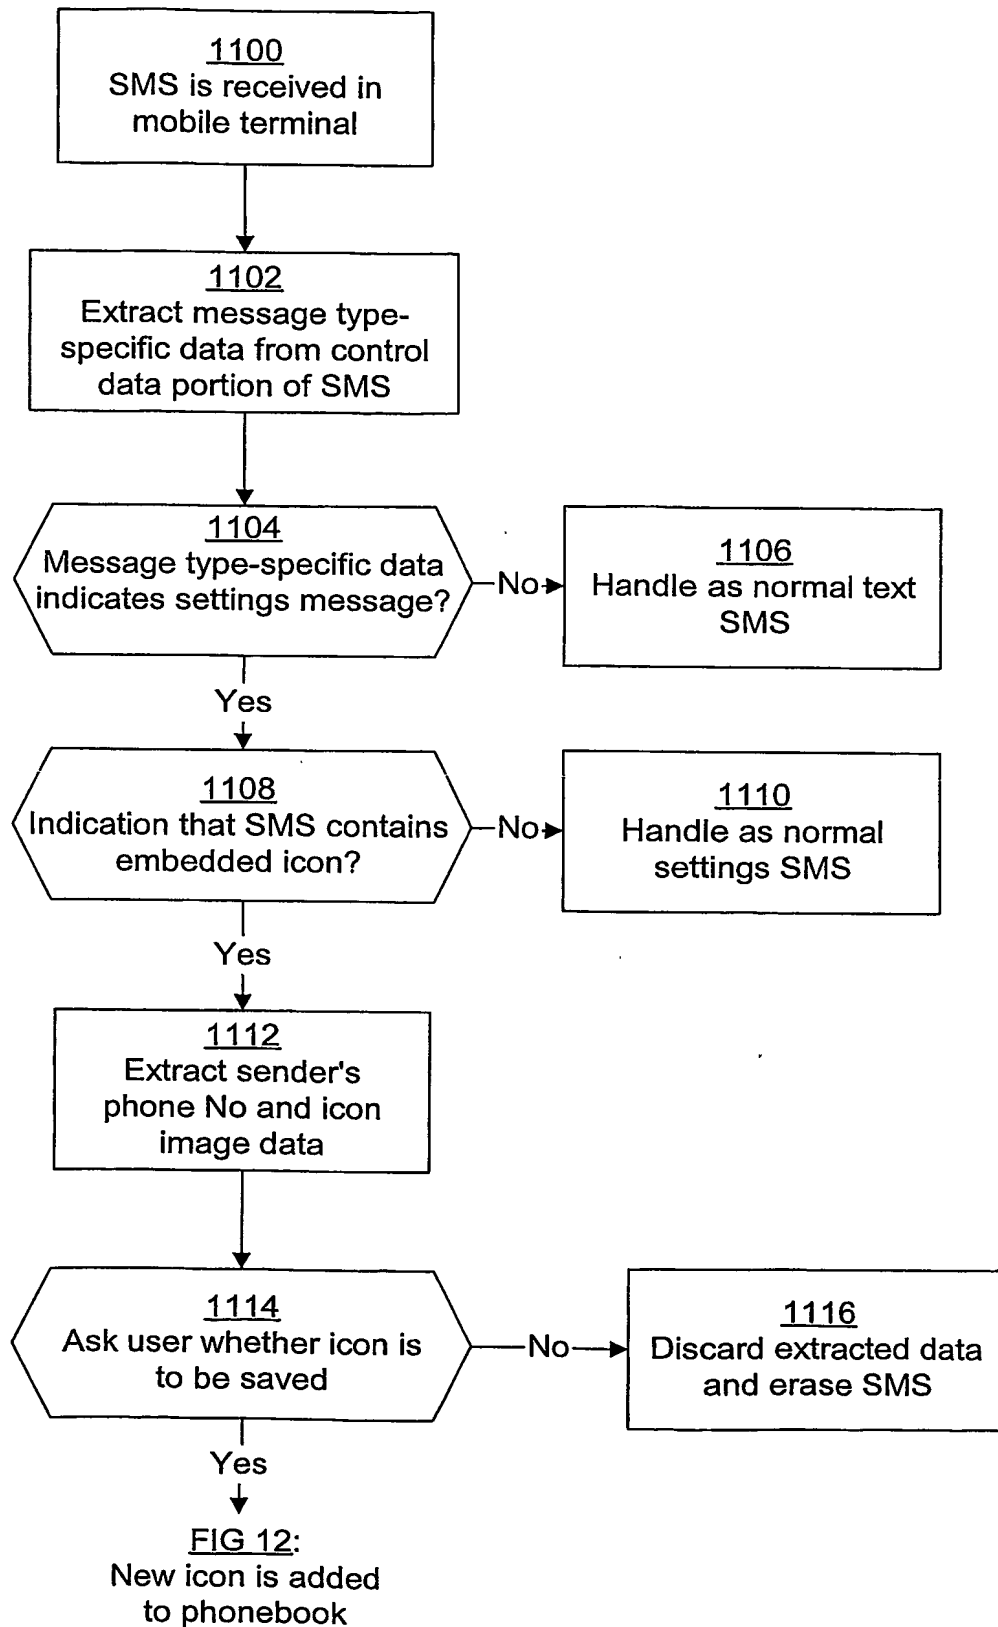 1100
SMS is received in
mobile terminal
1102
Extract message type-
specific data from control
data portion of SMS
1104
Message type-specific data
indicates settings message?
No
1106
Handle as normal text
SMS
Yes
1108
Indication that SMS contains
embedded icon?
No
1110
Handle as normal
settings SMS
Yes
1112
Extract sender's
phone No and icon
image data
1114
Ask user whether icon is
to be saved
No
1116
Discard extracted data
and erase SMS
Yes
FIG 12:
New icon is added
to phonebook